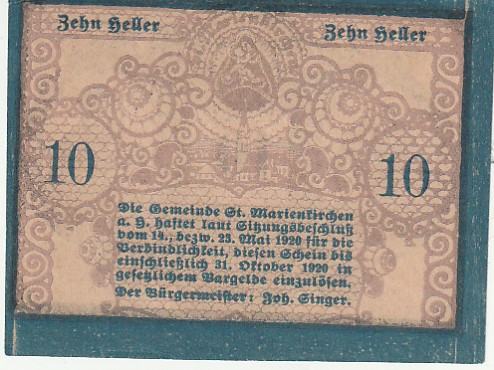 Zehn Heller Zehn Heller
10 10
Die Gemeinde St. Marienkirchen
a. H. haftet laut Sitzungsbeschluß
vom 14., bezw. 23. Mai 1920 für die
Verbindlichkeit, diesen Schein bis
einschließlich 31. Oktober 1920 in
gesetzlichem Bargelde einzulösen.
Der Bürgermeister: Joh. Singer.